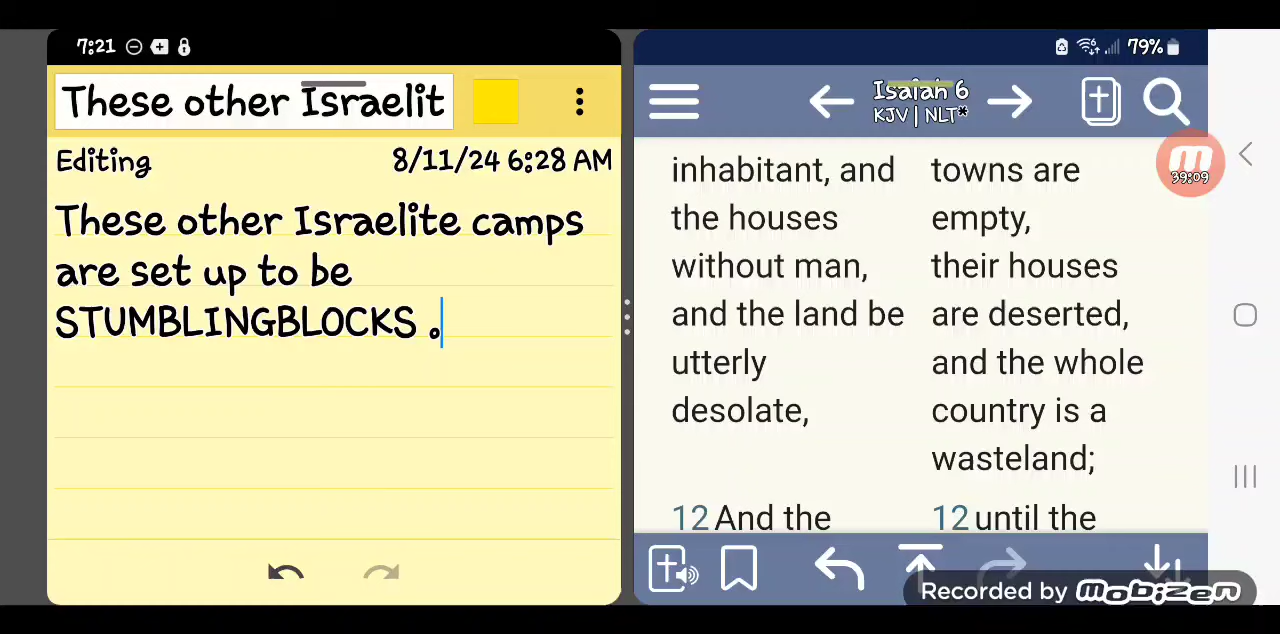 7:21
These other Israelit
Editing 8/11/24 6:28 AM
These other Israelite camps
are set up to be
STUMBLINGBLOCKS .
79%
Isaiah 6
KJV | NLT*
39:09
inhabitant, and
the houses
without man,
and the land be
utterly
desolate,
12 And the
towns are
empty,
their houses
are deserted,
and the whole
country is a
wasteland;
12 until the
Recorded by mobizen